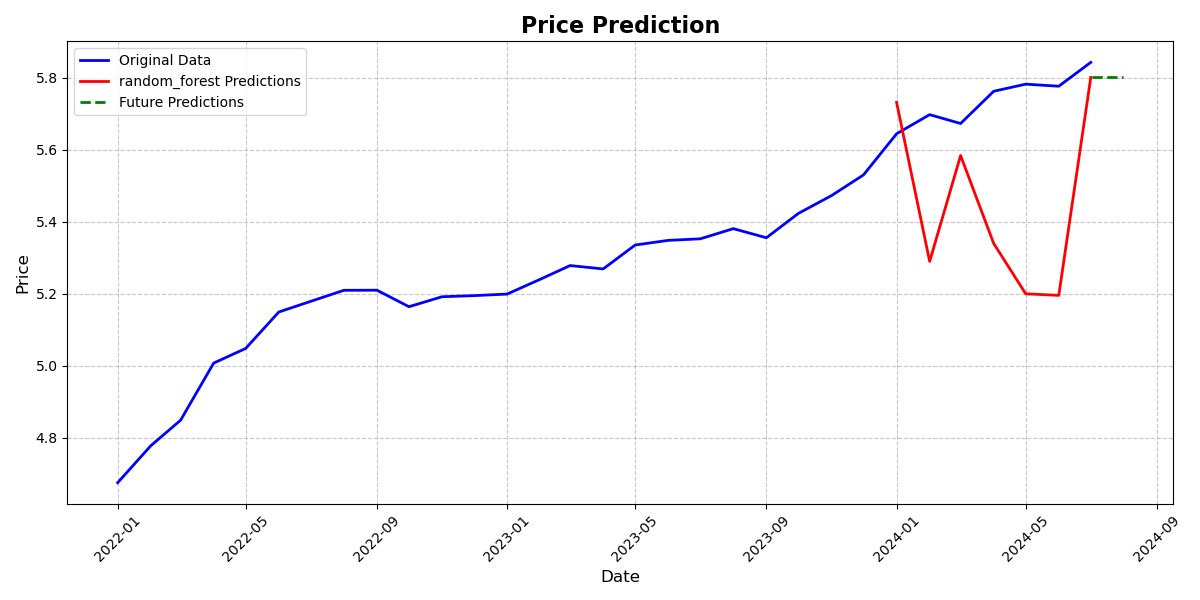 Price Prediction
Original Data
random_forest Predictions
Future Predictions
5.8
5.6
5.4
5.2
5.0
4.8
Price
2022-01
2022-05
2022-09
2023-01
2023-05
2023-09
2024-01
2024-05
2024-09
Date